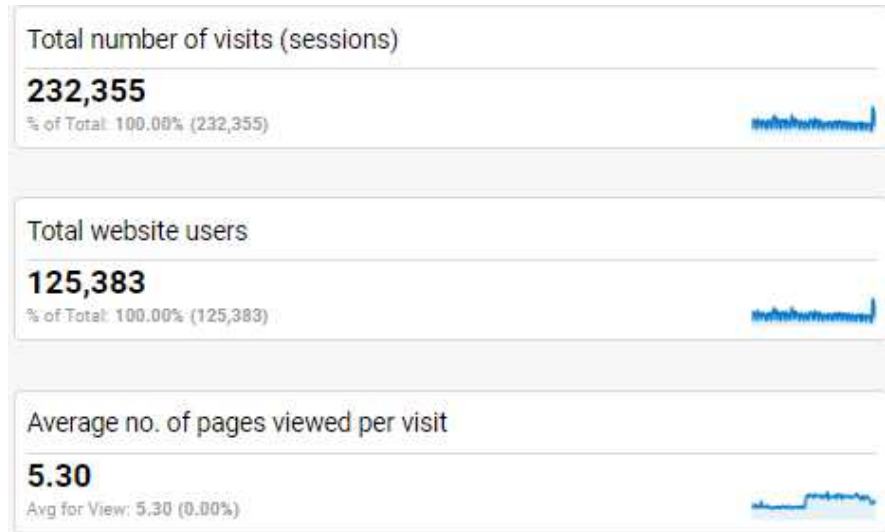 Total number of visits (sessions)
232,355
% of Total: 100.00% (232,355)
Total website users
125,383
% of Total: 100.00% (125,383)
Average no. of pages viewed per visit
5.30
Avg for View: 5.30 (0.00%)